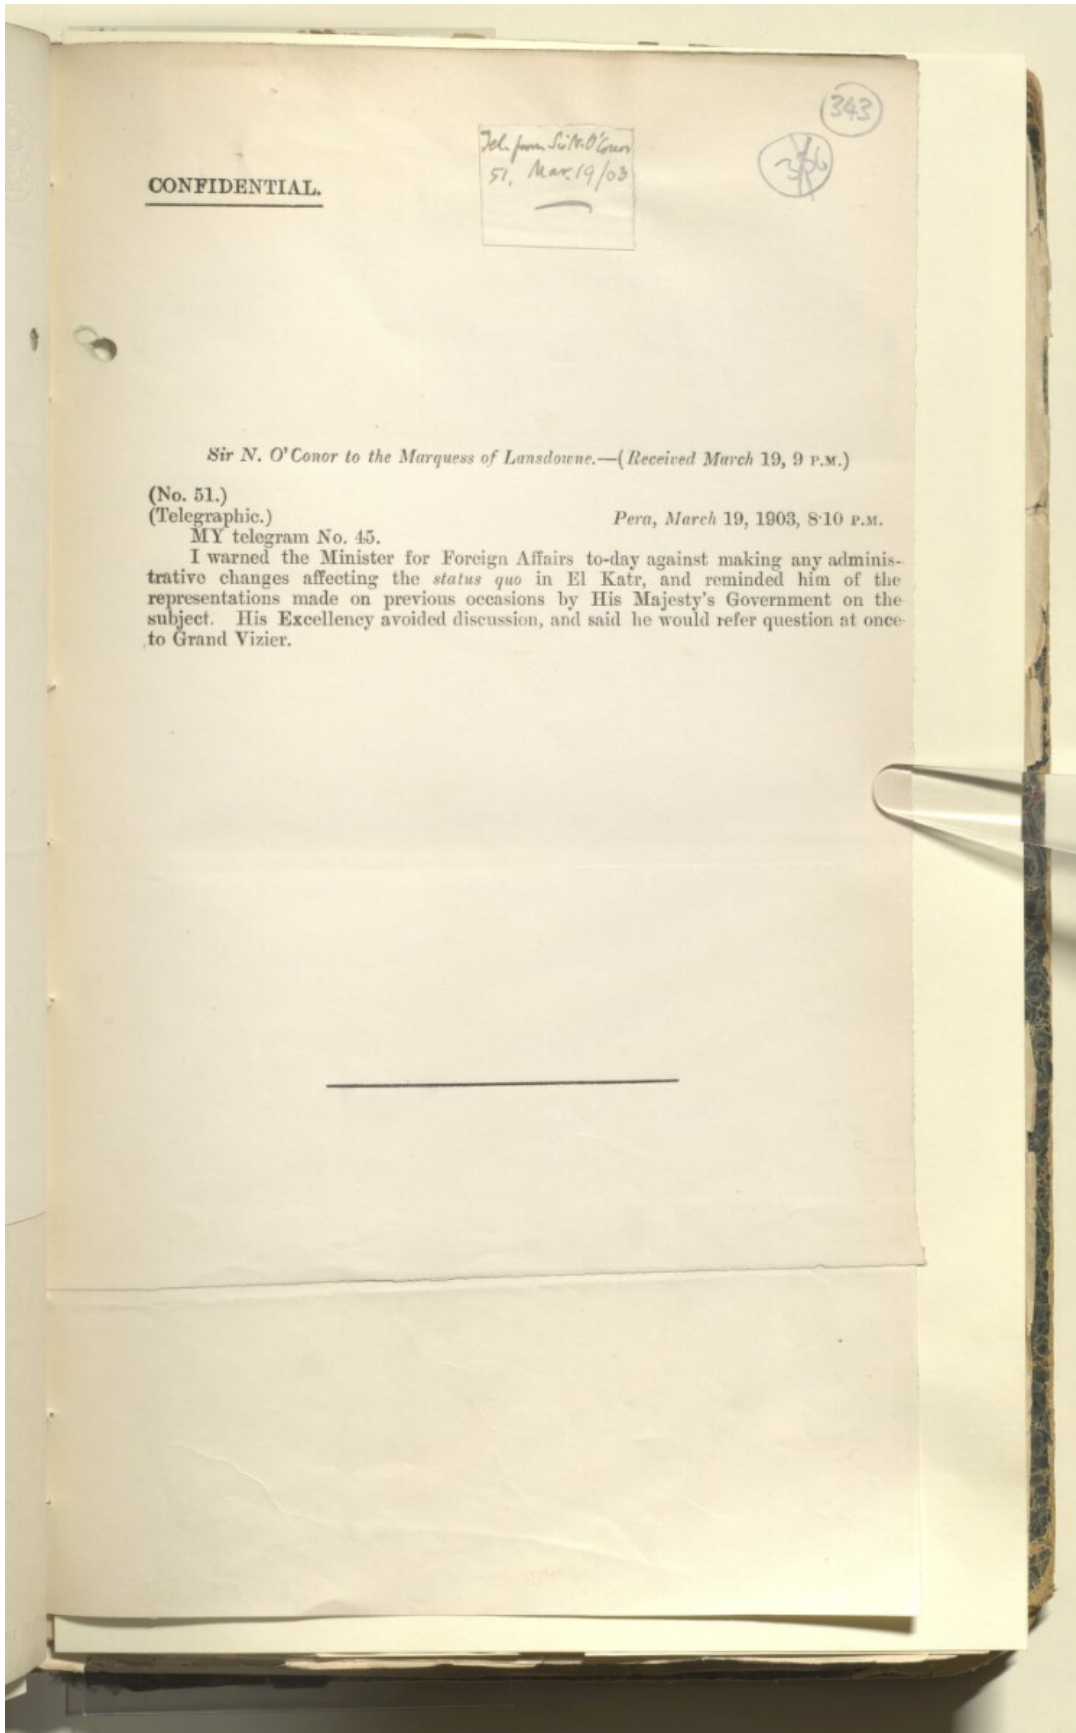 343
CONFIDENTIAL.
Tel. from Sir N. O'Conor
51, Mar. 19/03
Sir N. O'Conor to the Marquess of Lansdowne.—(Received March 19, 9 P.M.)
(No. 51.)
(Telegraphic.) Pera, March 19, 1903, 8·10 P.M.
MY telegram No. 45.
I warned the Minister for Foreign Affairs to-day against making any adminis-
trative changes affecting the status quo in El Katr, and reminded him of the
representations made on previous occasions by His Majesty's Government on the
subject. His Excellency avoided discussion, and said he would refer question at once
to Grand Vizier.